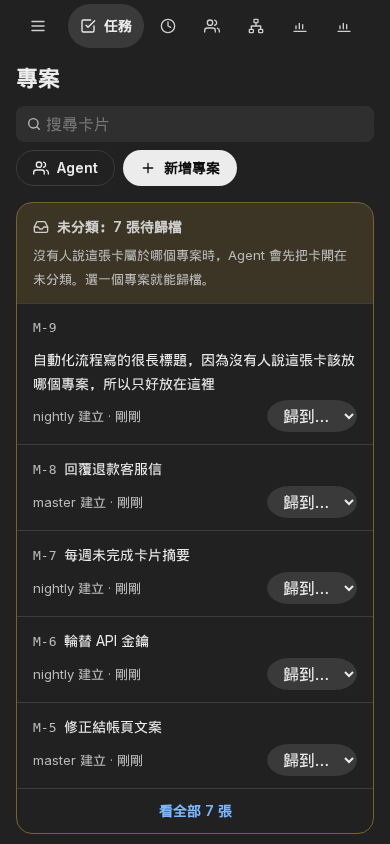 任務
專案
搜尋卡片
Agent
新增專案
未分類：7 張待歸檔
沒有人說這張卡屬於哪個專案時，Agent 會先把卡開在
未分類。選一個專案就能歸檔。
M-9
自動化流程寫的很長標題，因為沒有人說這張卡該放
哪個專案，所以只好放在這裡
nightly 建立 · 剛剛
歸到…
M-8 回覆退款客服信
master 建立 · 剛剛
歸到…
M-7 每週未完成卡片摘要
nightly 建立 · 剛剛
歸到…
M-6 輪替 API 金鑰
nightly 建立 · 剛剛
歸到…
M-5 修正結帳頁文案
master 建立 · 剛剛
歸到…
看全部 7 張